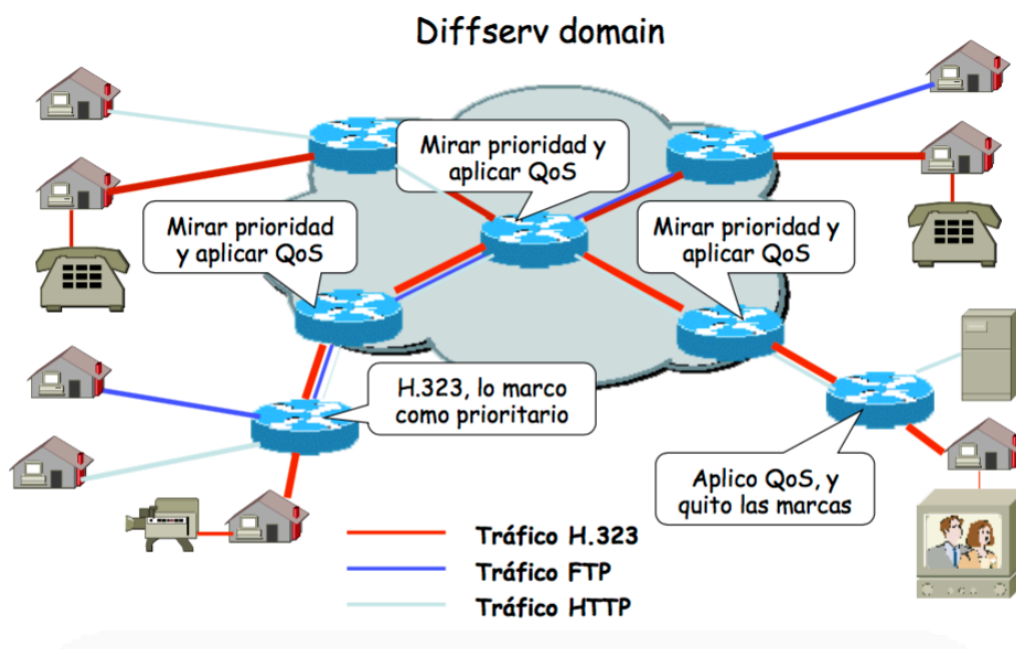 Diffserv domain
Mirar prioridad y
aplicar QoS
Mirar prioridad
y aplicar QoS
Mirar prioridad y
aplicar QoS
H.323, lo marco
como prioritario
Aplico QoS, y
quito las marcas
Tráfico H.323
Tráfico FTP
Tráfico HTTP